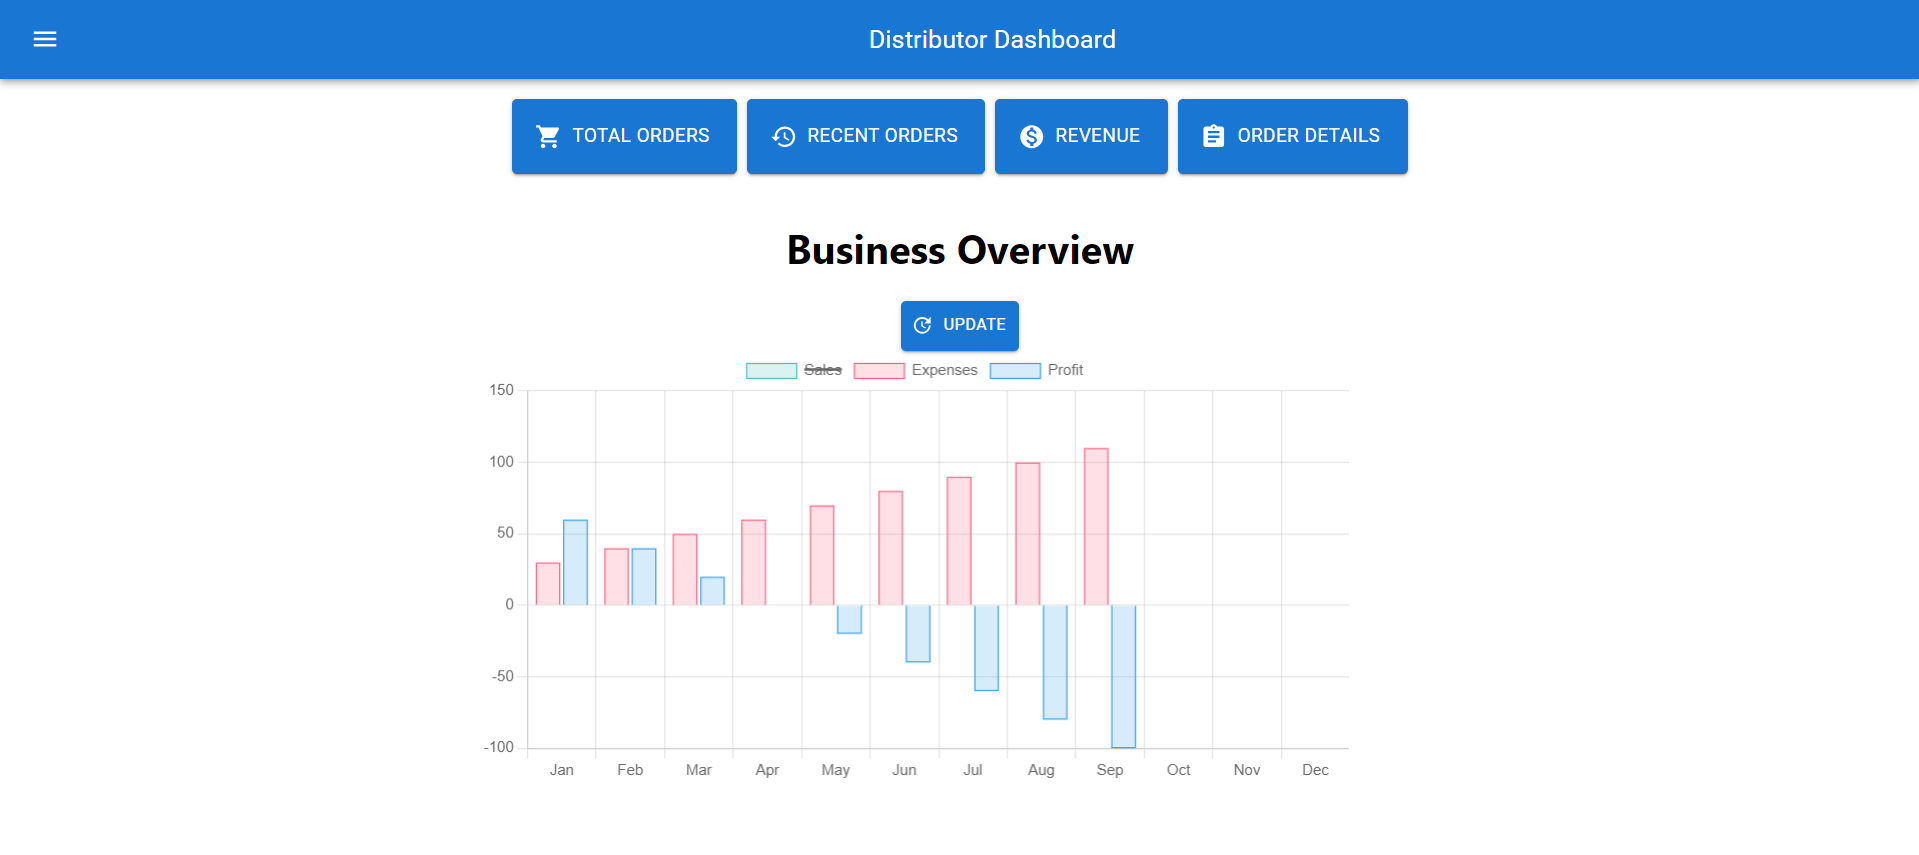 Distributor Dashboard
TOTAL ORDERS RECENT ORDERS REVENUE ORDER DETAILS
Business Overview
UPDATE
Sales Expenses Profit
150
100
50
0
-50
-100
Jan Feb Mar Apr May Jun Jul Aug Sep Oct Nov Dec